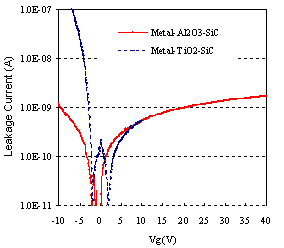 1.0E-07
Metal-Al2O3-SiC
Metal-TiO2-SiC
1.0E-08
1.0E-09
1.0E-10
1.0E-11
Leakage Current (A)
-10 -5 0 5 10 15 20 25 30 35 40
Vg(V)